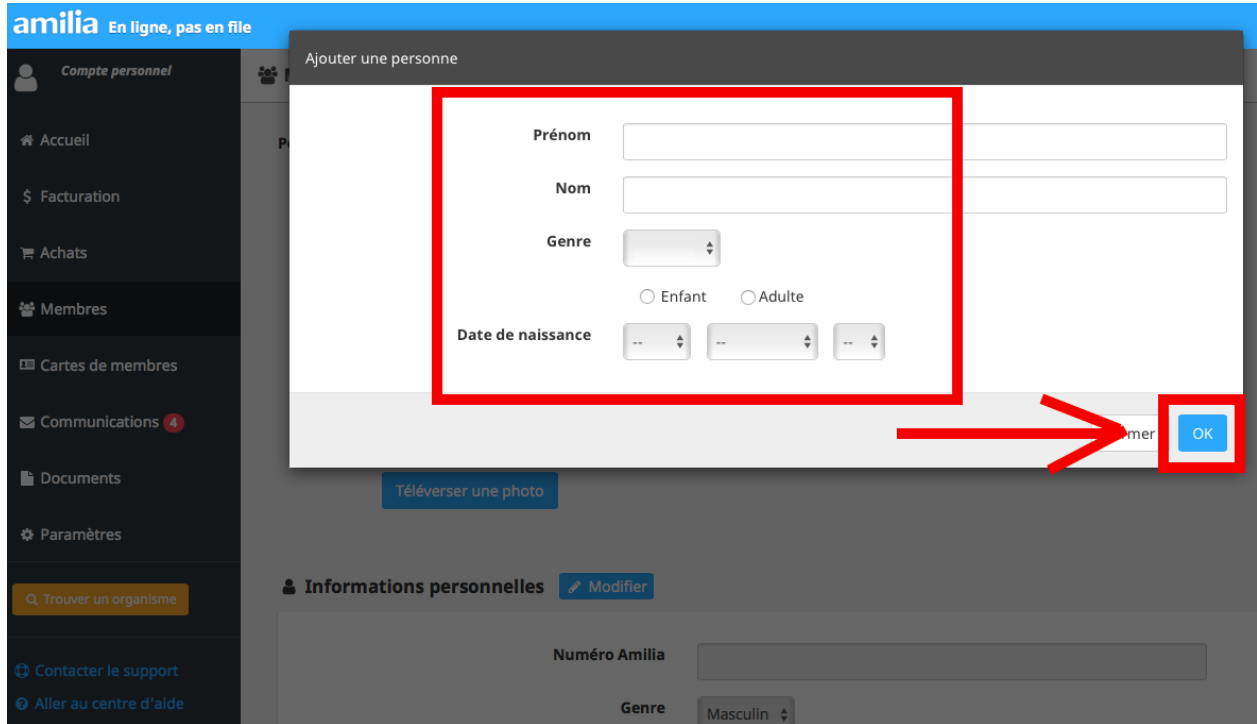 amilia En ligne, pas en file
Compte personnel
Accueil
$ Facturation
Achats
Membres
Cartes de membres
Communications 4
Documents
Paramètres
Trouver un organisme
Contacter le support
Aller au centre d'aide
Ajouter une personne
Prénom
Nom
Genre
Enfant Adulte
Date de naissance -- -- --
OK
Téléverser une photo
Informations personnelles Modifier
Numéro Amilia
Genre Masculin